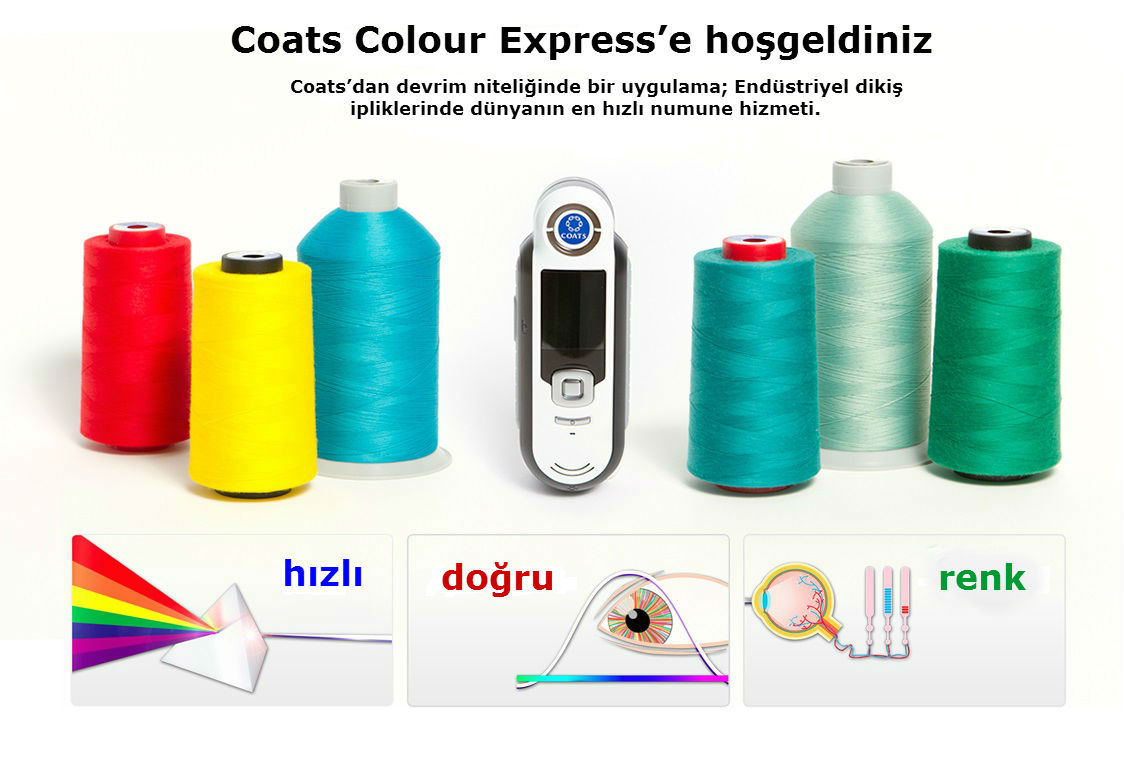 Coats Colour Express’e hoşgeldiniz
Coats’dan devrim niteliğinde bir uygulama; Endüstriyel dikiş
ipliklerinde dünyanın en hızlı numune hizmeti.
COATS
hızlı
doğru
renk